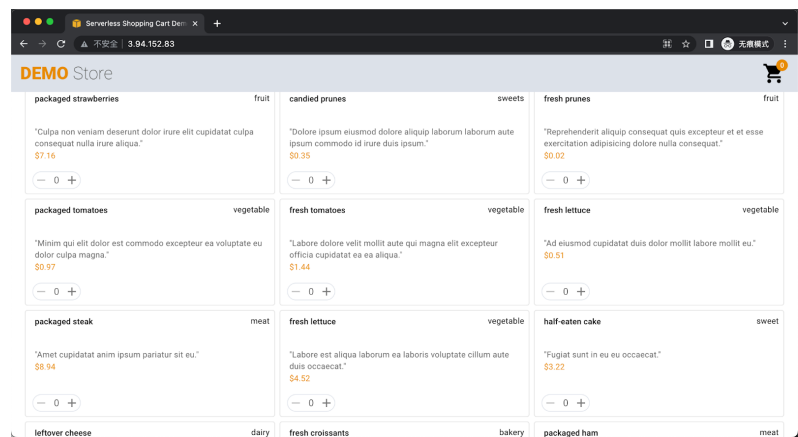 Serverless Shopping Cart Dem
不安全 3.94.152.83
无痕模式
DEMO Store
0
packaged strawberries fruit
"Culpa non veniam deserunt dolor irure elit cupidatat culpa
consequat nulla irure aliqua."
$7.16
0
candied prunes sweets
"Dolore ipsum eiusmod dolore aliquip laborum laborum aute
ipsum commodo id irure duis ipsum."
$0.35
0
fresh prunes fruit
"Reprehenderit aliquip consequat quis excepteur et et esse
exercitation adipisicing dolore nulla consequat."
$0.02
0
packaged tomatoes vegetable
"Minim qui elit dolor est commodo excepteur ea voluptate eu
dolor culpa magna."
$0.97
0
fresh tomatoes vegetable
"Labore dolore velit mollit aute qui magna elit excepteur
officia cupidatat ea ea aliqua."
$1.44
0
fresh lettuce vegetable
"Ad eiusmod cupidatat duis dolor mollit labore mollit eu."
$0.51
0
packaged steak meat
"Amet cupidatat anim ipsum pariatur sit eu."
$8.94
0
fresh lettuce vegetable
"Labore est aliqua laborum ea laboris voluptate cillum aute
duis occaecat."
$4.52
0
half-eaten cake sweet
"Fugiat sunt in eu eu occaecat."
$3.22
0
leftover cheese dairy
fresh croissants bakery
packaged ham meat